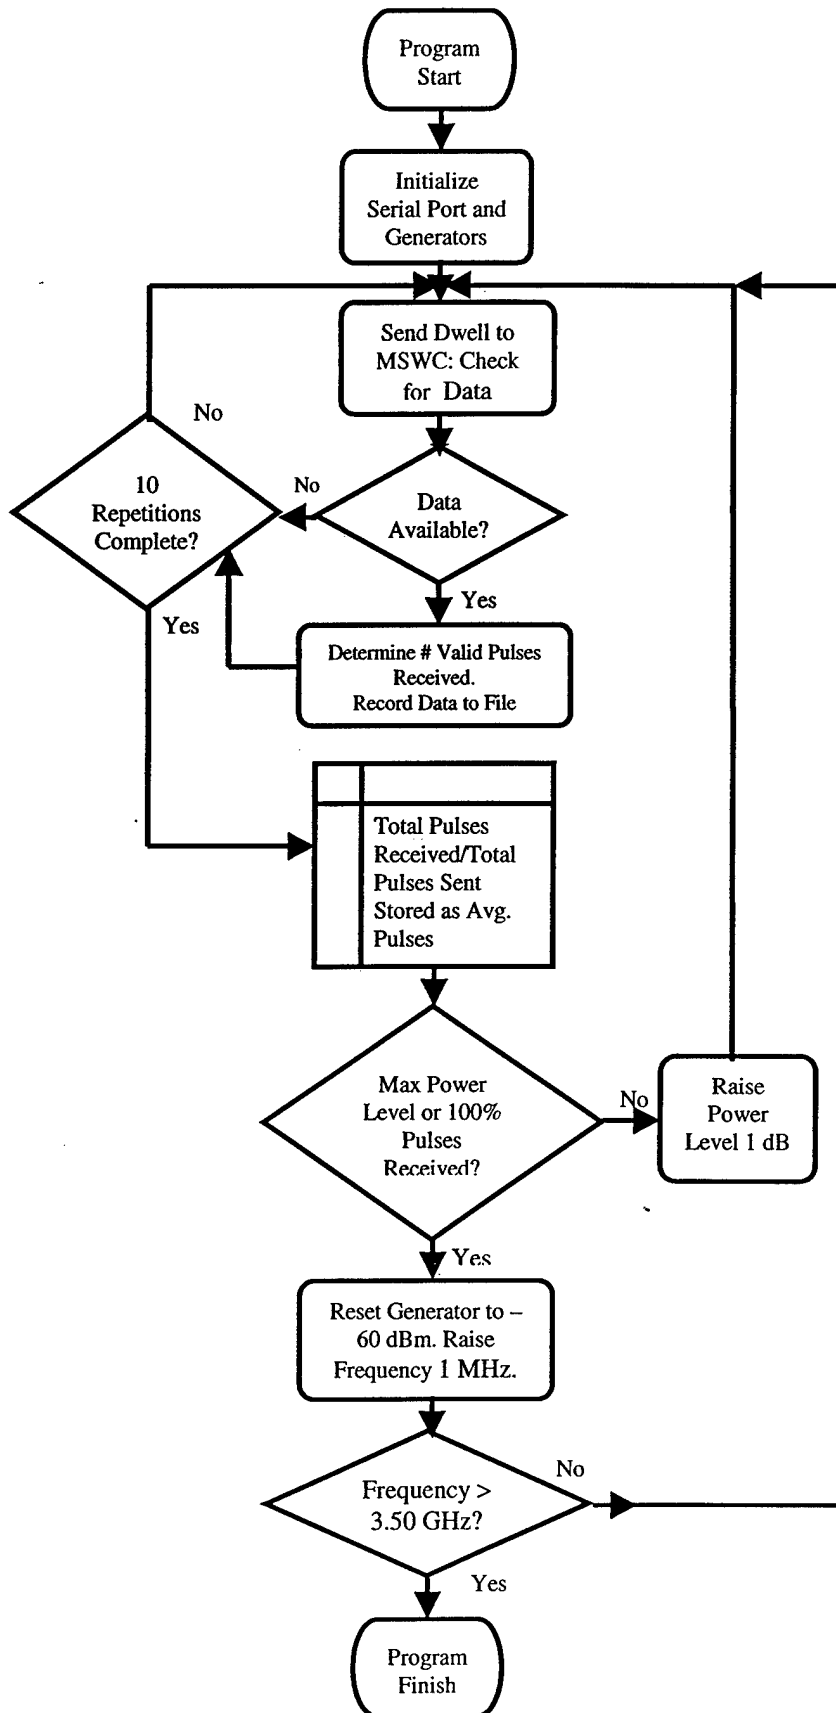 Program
Start
Initialize
Serial Port and
Generators
Send Dwell to
MSWC: Check
for Data
No
10
Repetitions
Complete?
No
Data
Available?
Yes
Yes
Determine # Valid Pulses
Received.
Record Data to File
Total Pulses
Received/Total
Pulses Sent
Stored as Avg.
Pulses
Max Power
Level or 100%
Pulses
Received?
No
Raise
Power
Level 1 dB
Yes
Reset Generator to –
60 dBm. Raise
Frequency 1 MHz.
No
Frequency >
3.50 GHz?
Yes
Program
Finish